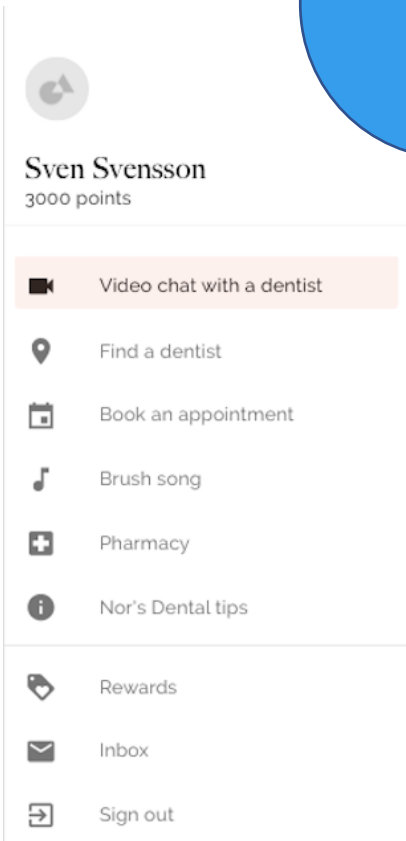 Sven Svensson
3000 points
Video chat with a dentist
Find a dentist
Book an appointment
Brush song
Pharmacy
Nor's Dental tips
Rewards
Inbox
Sign out